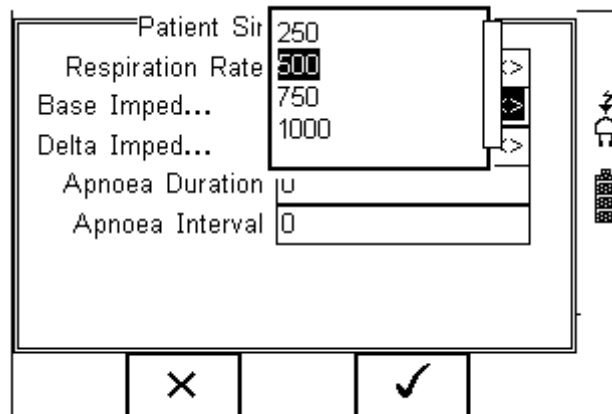 Patient Sir
250
Respiration Rate 500 <>
Base Imped... 750 <>
1000
Delta Imped... <>
Apnoea Duration 0
Apnoea Interval 0